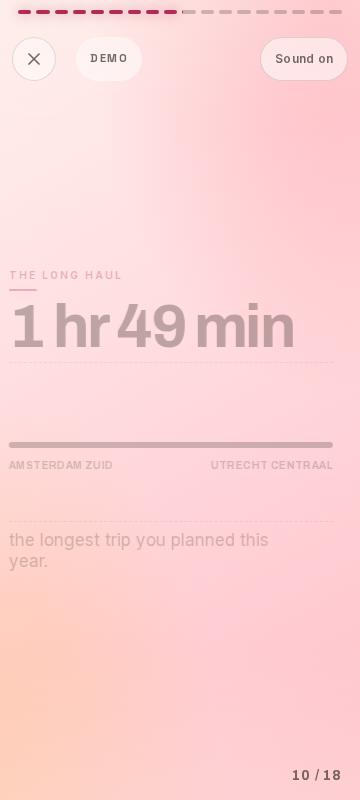 DEMO
Sound on
THE LONG HAUL
1 hr 49 min
AMSTERDAM ZUID
UTRECHT CENTRAAL
the longest trip you planned this
year.
10 / 18